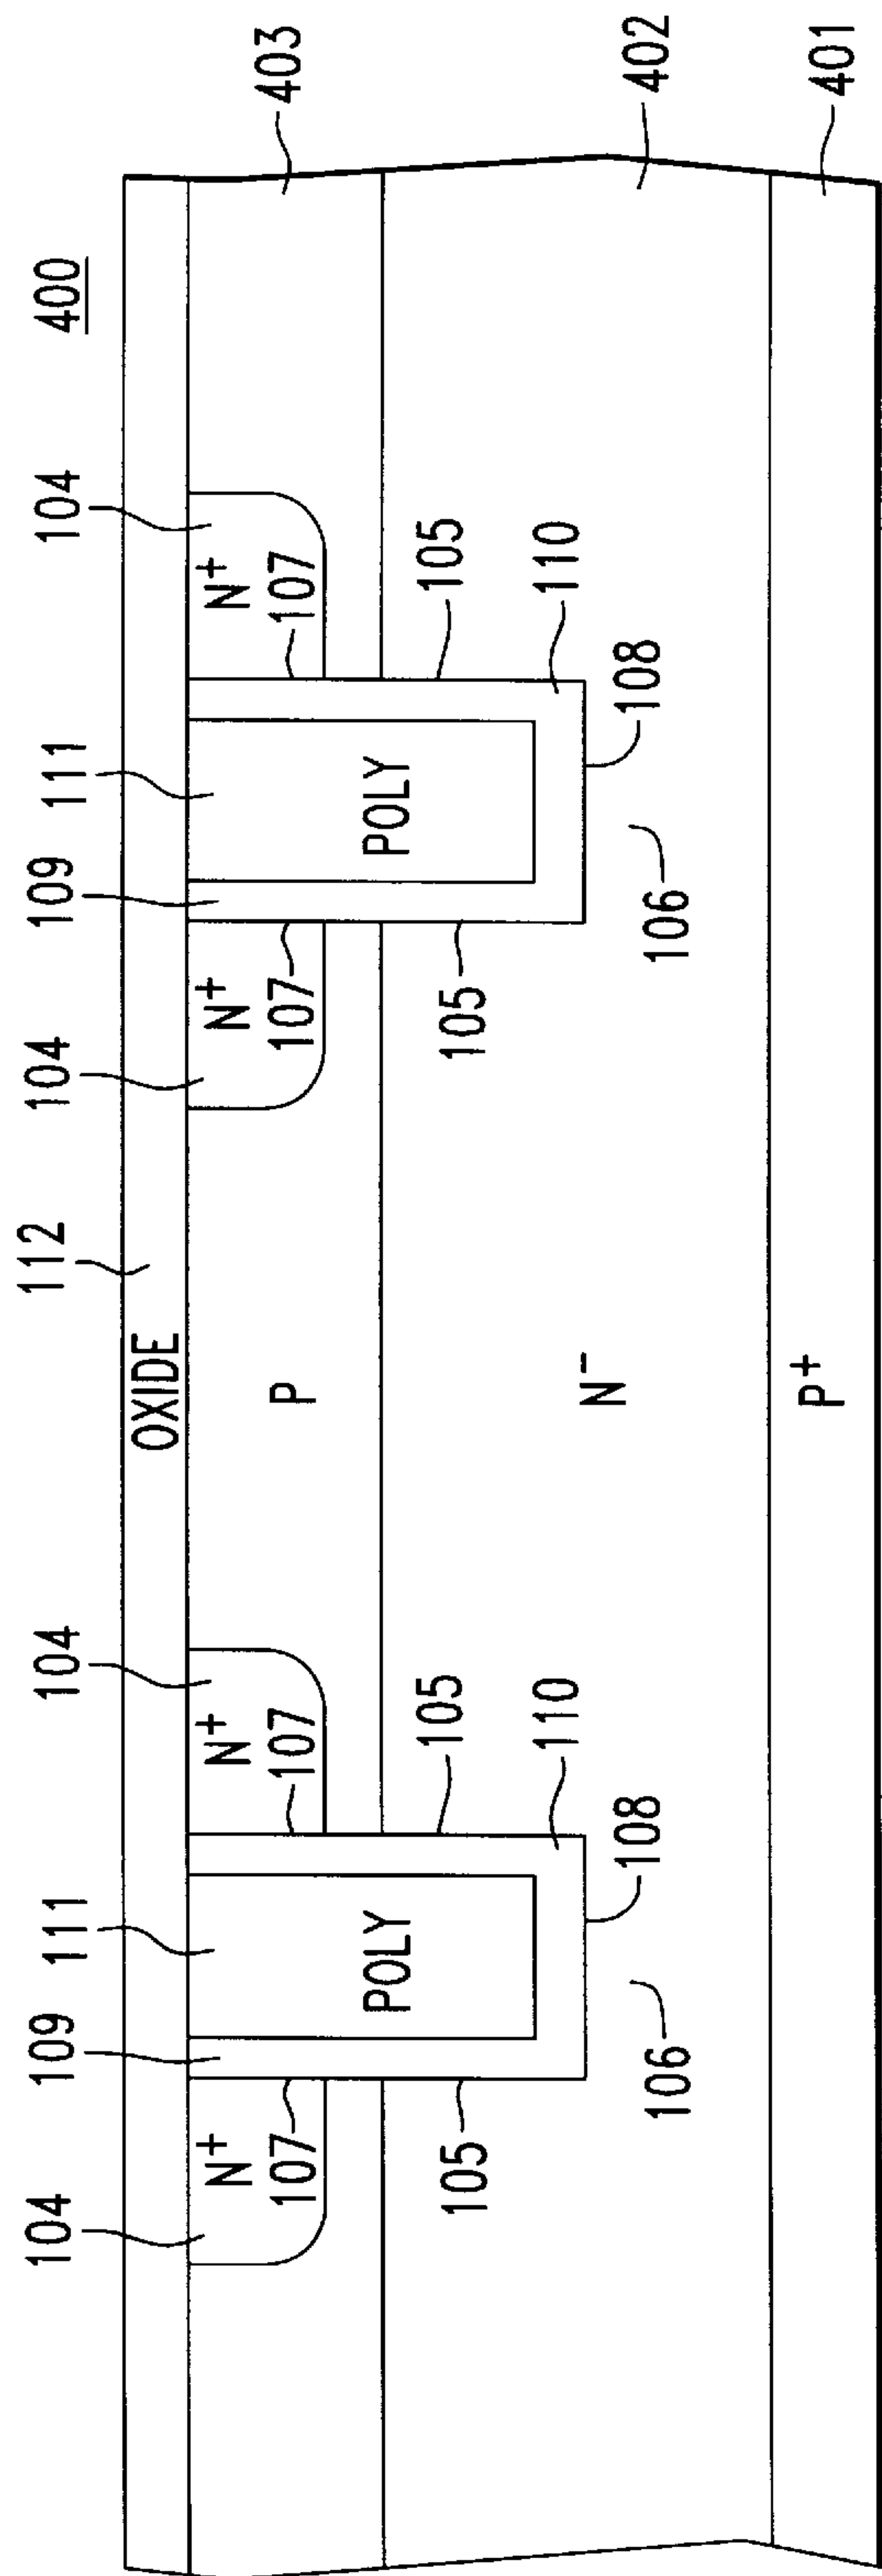 400
104 109 111 104 112 104 109 111 104
OXIDE
N+ N+ N+ N+
107 107 P 107 107 403
POLY POLY
105 105 105 105
110 110
N-
106 108 106 108 402
P+ 401